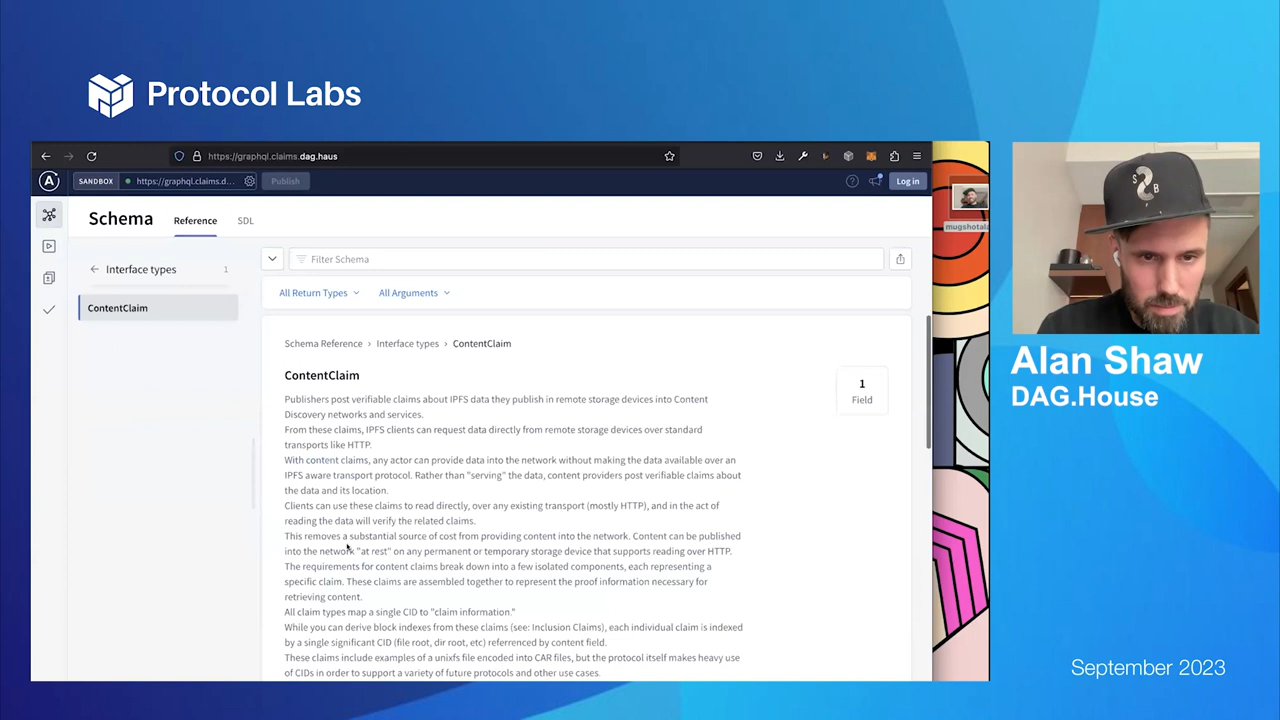 Protocol Labs
https://graphql.claims.dag.haus
SANDBOX
https://graphql.claims.d...
Publish
Log in
Schema
Reference
SDL
Interface types
1
ContentClaim
Filter Schema
All Return Types
All Arguments
Schema Reference > Interface types > ContentClaim
ContentClaim
1
Field
Publishers post verifiable claims about IPFS data they publish in remote storage devices into Content
Discovery networks and services.
From these claims, IPFS clients can request data directly from remote storage devices over standard
transports like HTTP.
With content claims, any actor can provide data into the network without making the data available over an
IPFS aware transport protocol. Rather than "serving" the data, content providers post verifiable claims about
the data and its location.
Clients can use these claims to read directly, over any existing transport (mostly HTTP), and in the act of
reading the data will verify the related claims.
This removes a substantial source of cost from providing content into the network. Content can be published
into the network "at rest" on any permanent or temporary storage device that supports reading over HTTP.
The requirements for content claims break down into a few isolated components, each representing a
specific claim. These claims are assembled together to represent the proof information necessary for
retrieving content.
All claim types map a single CID to "claim information."
While you can derive block indexes from these claims (see: Inclusion Claims), each individual claim is indexed
by a single significant CID (file root, dir root, etc) referenced by content field.
These claims include examples of a unixfs file encoded into CAR files, but the protocol itself makes heavy use
of CIDs in order to support a variety of future protocols and other use cases.
S
B
Alan Shaw
DAG.House
September 2023